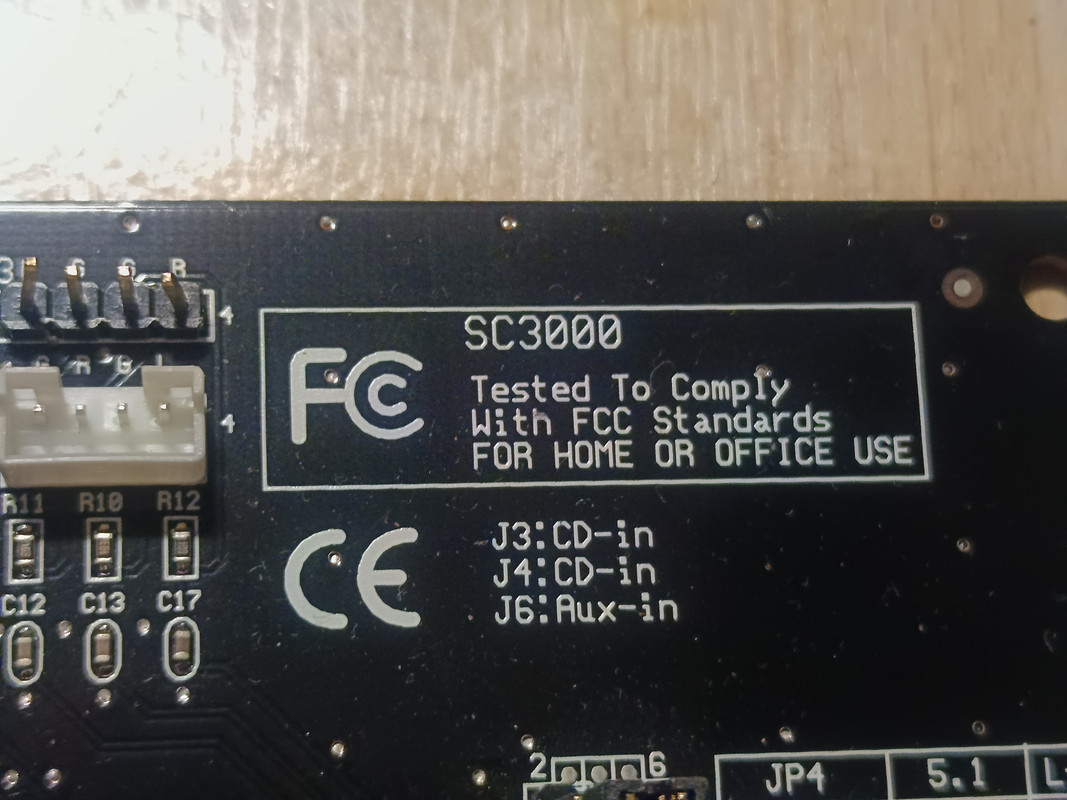 3
G
G
R
4
SC3000
FC
Tested To Comply
With FCC Standards
FOR HOME OR OFFICE USE
G
G
4
R11
R10
R12
CE
J3:CD-in
J4:CD-in
J6:Aux-in
C12
C13
C17
2
6
JP4
5.1